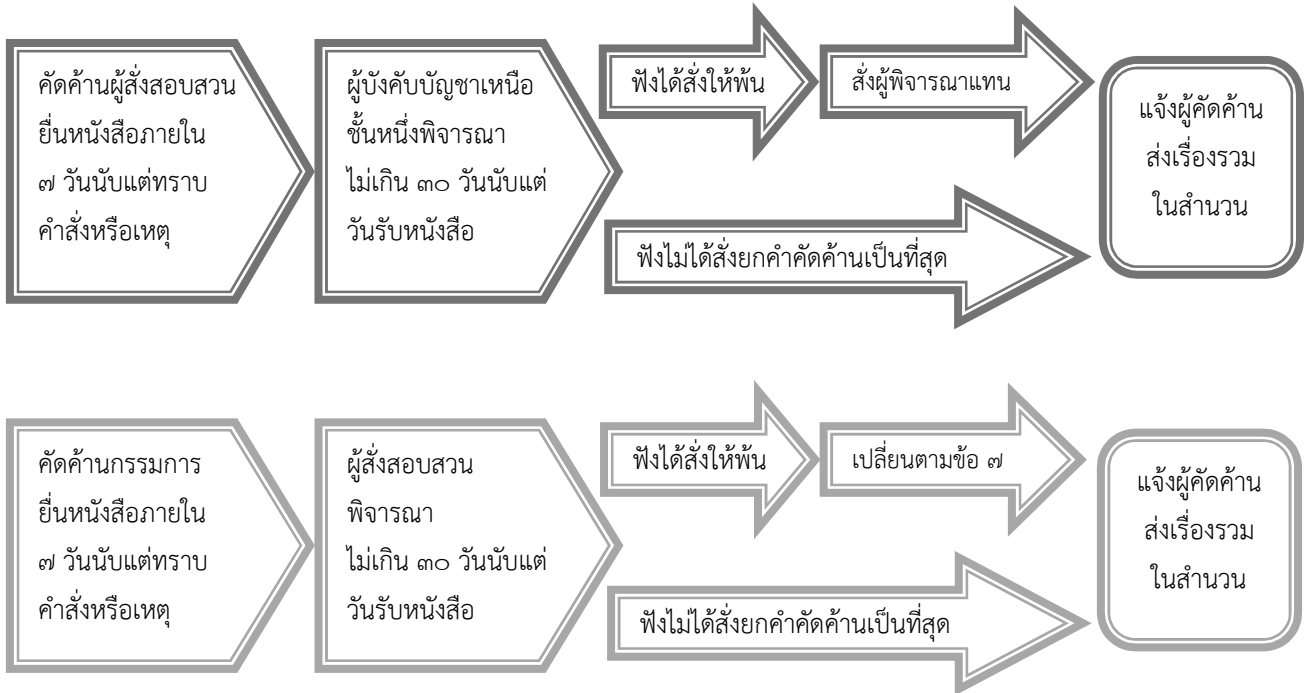 คัดค้านผู้สั่งสอบสวน
ยื่นหนังสือภายใน
๗ วันนับแต่ทราบ
คำสั่งหรือเหตุ
ผู้บังคับบัญชาเหนือ
ชั้นหนึ่งพิจารณา
ไม่เกิน ๓๐ วันนับแต่
วันรับหนังสือ
ฟังได้สั่งให้พ้น
สั่งผู้พิจารณาแทน
ฟังไม่ได้สั่งยกคำคัดค้านเป็นที่สุด
แจ้งผู้คัดค้าน
ส่งเรื่องรวม
ในสำนวน
คัดค้านกรรมการ
ยื่นหนังสือภายใน
๗ วันนับแต่ทราบ
คำสั่งหรือเหตุ
ผู้สั่งสอบสวน
พิจารณา
ไม่เกิน ๓๐ วันนับแต่
วันรับหนังสือ
ฟังได้สั่งให้พ้น
เปลี่ยนตามข้อ ๗
ฟังไม่ได้สั่งยกคำคัดค้านเป็นที่สุด
แจ้งผู้คัดค้าน
ส่งเรื่องรวม
ในสำนวน